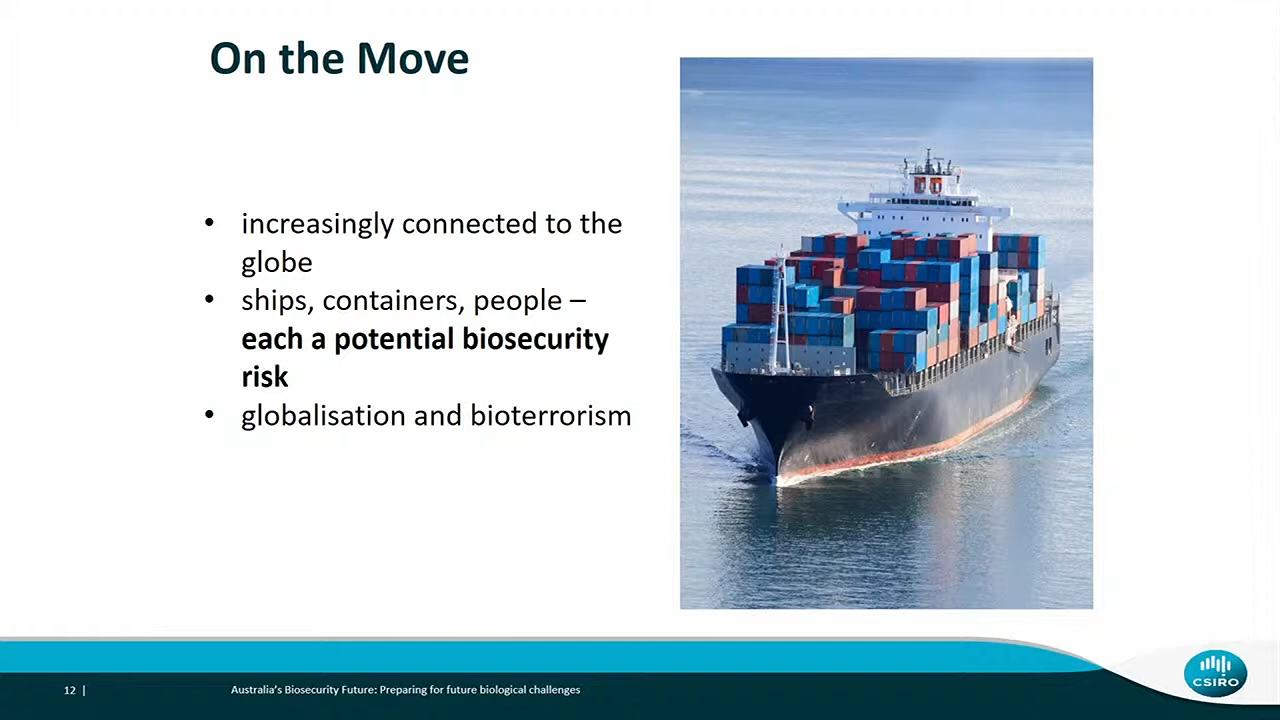 On the Move
• increasingly connected to the
globe
• ships, containers, people –
each a potential biosecurity
risk
• globalisation and bioterrorism
12 |
Australia's Biosecurity Future: Preparing for future biological challenges
CSIRO